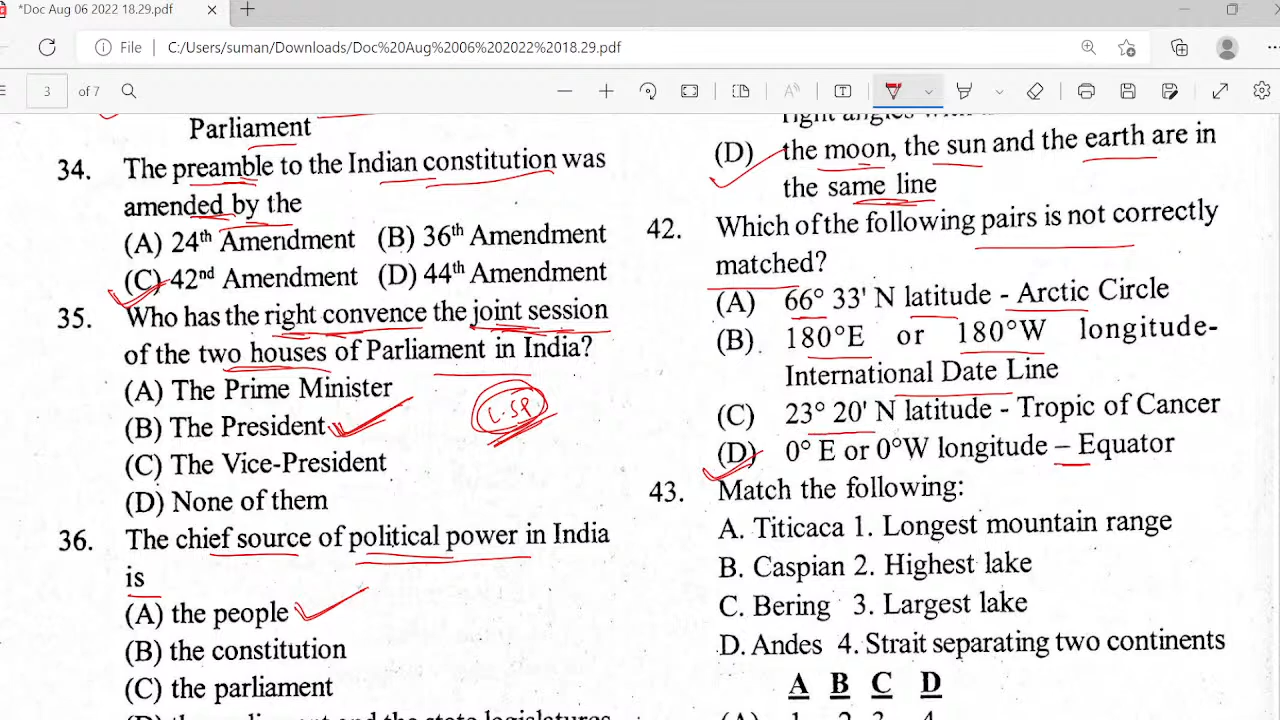 *Doc Aug 06 2022 18.29.pdf
File C:/Users/suman/Downloads/Doc%20Aug%2006%202022%2018.29.pdf
3 of 7
Parliament
34. The preamble to the Indian constitution was
amended by the
(A) 24th Amendment (B) 36th Amendment
(C) 42nd Amendment (D) 44th Amendment
35. Who has the right convence the joint session
of the two houses of Parliament in India?
(A) The Prime Minister
(B) The President
L.SP
(C) The Vice-President
(D) None of them
36. The chief source of political power in India
is
(A) the people
(B) the constitution
(C) the parliament
right angles
(D) the moon, the sun and the earth are in
the same line
42. Which of the following pairs is not correctly
matched?
(A) 66° 33' N latitude - Arctic Circle
(B) 180°E or 180°W longitude-
International Date Line
(C) 23° 20' N latitude - Tropic of Cancer
(D) 0° E or 0°W longitude – Equator
43. Match the following:
A. Titicaca 1. Longest mountain range
B. Caspian 2. Highest lake
C. Bering 3. Largest lake
D. Andes 4. Strait separating two continents
A B C D